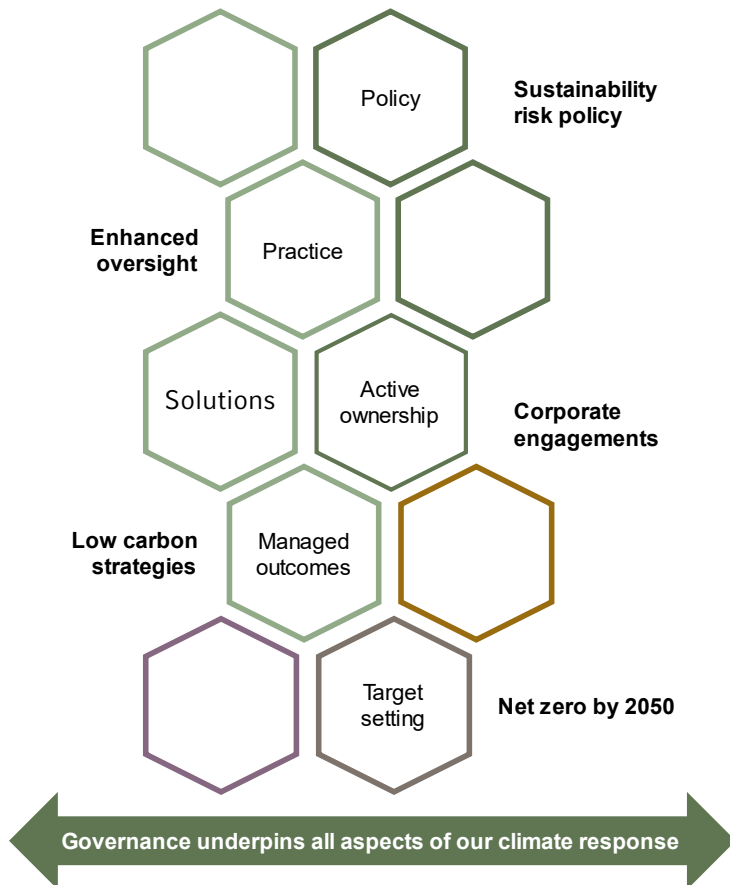 Policy
Sustainability
risk policy
Enhanced
oversight
Practice
Solutions
Active
ownership
Corporate
engagements
Low carbon
strategies
Managed
outcomes
Target
setting
Net zero by 2050
Governance underpins all aspects of our climate response